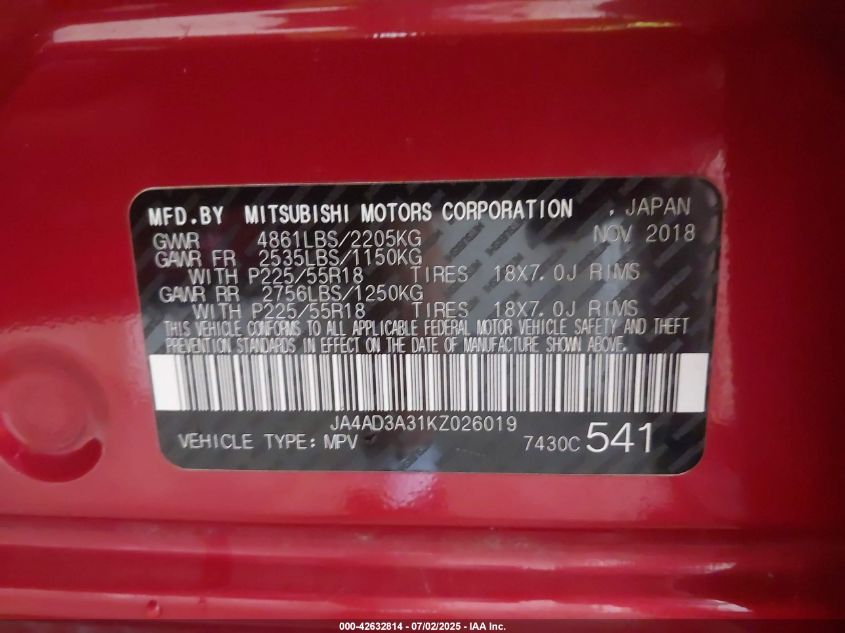 MFD.BY MITSUBISHI MOTORS CORPORATION , JAPAN
GVWR 4861LBS/2205KG NOV 2018
GAWR FR 2535LBS/1150KG
WITH P225/55R18 TIRES 18X7.0J RIMS
GAWR RR 2756LBS/1250KG
WITH P225/55R18 TIRES 18X7.0J RIMS
THIS VEHICLE CONFORMS TO ALL APPLICABLE FEDERAL MOTOR VEHICLE SAFETY AND THEFT
PREVENTION STANDARDS IN EFFECT ON THE DATE OF MANUFACTURE SHOWN ABOVE.
JA4AD3A31KZ026019
VEHICLE TYPE: MPV 7430C 541
000-42632814 - 07/02/2025 - IAA Inc.